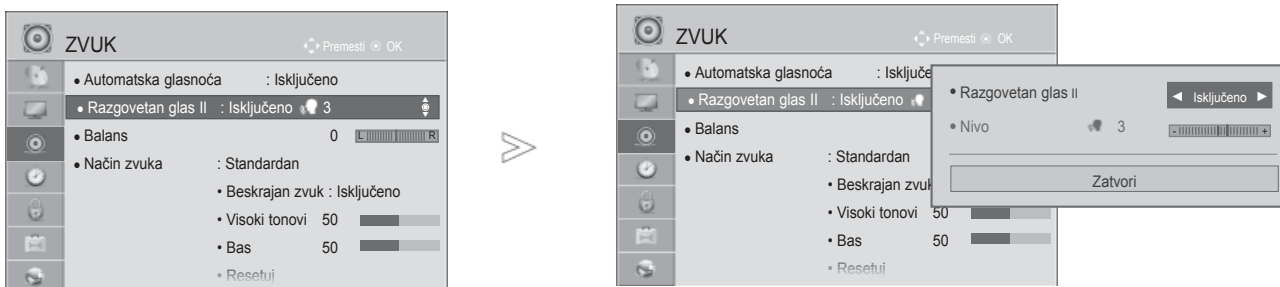 ZVUK
Premesti OK
• Automatska glasnoća : Isključeno
• Razgovetan glas II : Isključeno 3
• Balans 0 L R
• Način zvuka : Standardan
• Beskrajan zvuk : Isključeno
• Visoki tonovi 50
• Bas 50
• Resetuj
ZVUK
Premesti OK
• Automatska glasnoća : Isključe
• Razgovetan glas II : Isključeno
• Balans
• Način zvuka : Standardan
• Beskrajan zvuk
• Visoki tonovi 50
• Bas 50
• Resetuj
• Razgovetan glas II ◄ Isključeno ►
• Nivo 3 - +
Zatvori